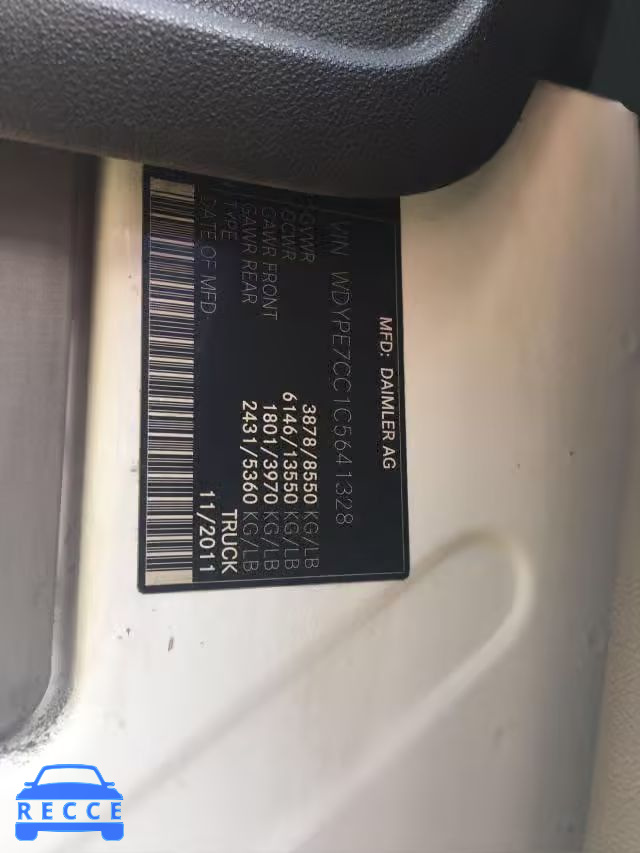 MFD: DAIMLER AG
VIN WDYPE7CC1C5641328
GVWR 3878/8550 KG/LB
GCWR 6146/13550 KG/LB
GAWR FRONT 1801/3970 KG/LB
GAWR REAR 2431/5360 KG/LB
TYPE TRUCK
DATE OF MFD. 11/2011
RECCE